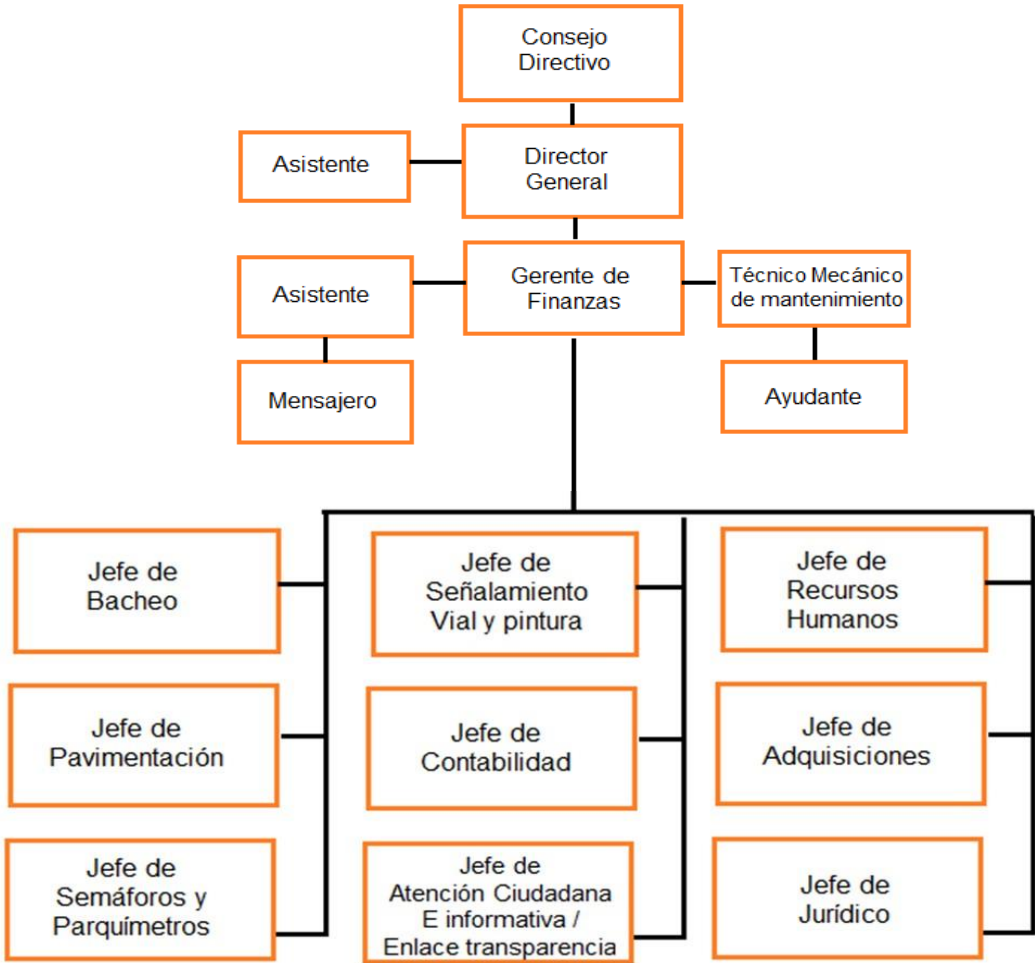 Consejo
Directivo
Asistente
Director
General
Asistente
Gerente de
Finanzas
Técnico Mecánico
de mantenimiento
Mensajero
Ayudante
Jefe de
Bacheo
Jefe de
Señalamiento
Vial y pintura
Jefe de
Recursos
Humanos
Jefe de
Pavimentación
Jefe de
Contabilidad
Jefe de
Adquisiciones
Jefe de
Semáforos y
Parquímetros
Jefe de
Atención Ciudadana
E informativa /
Enlace transparencia
Jefe de
Jurídico